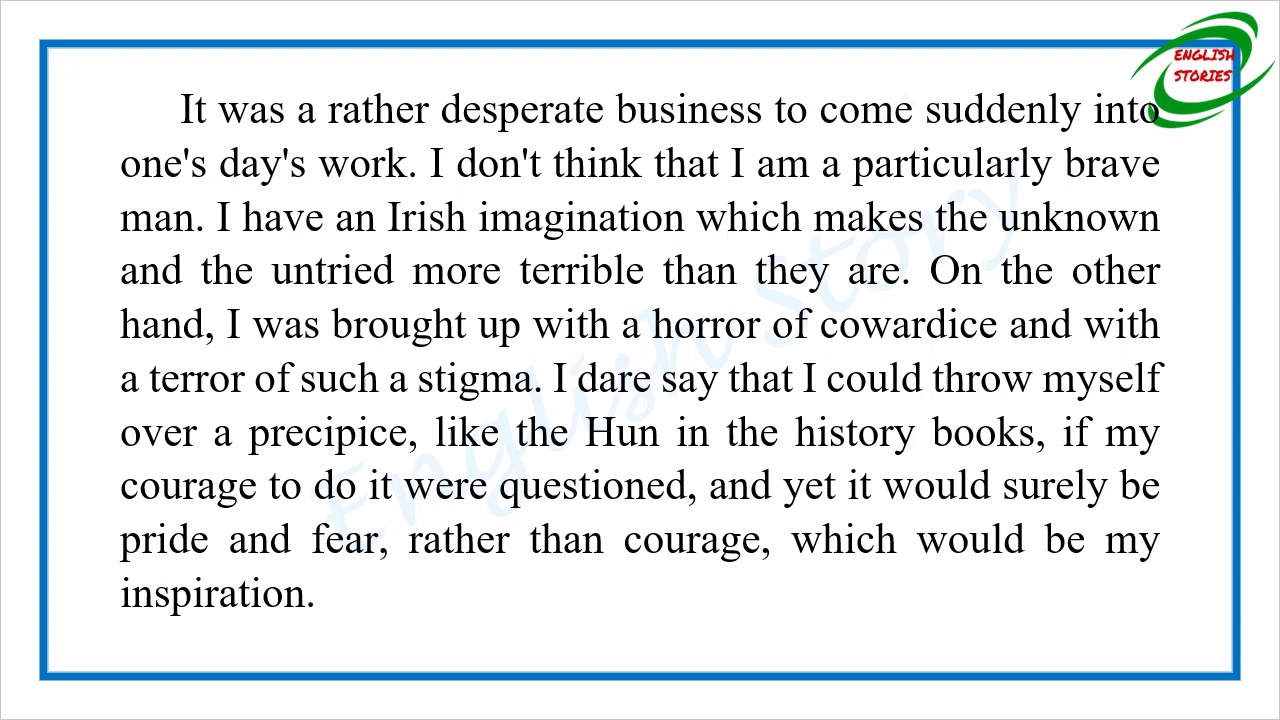 ENGLISH
STORIES
It was a rather desperate business to come suddenly into
one's day's work. I don't think that I am a particularly brave
man. I have an Irish imagination which makes the unknown
and the untried more terrible than they are. On the other
hand, I was brought up with a horror of cowardice and with
a terror of such a stigma. I dare say that I could throw myself
over a precipice, like the Hun in the history books, if my
courage to do it were questioned, and yet it would surely be
pride and fear, rather than courage, which would be my
inspiration.
English Story